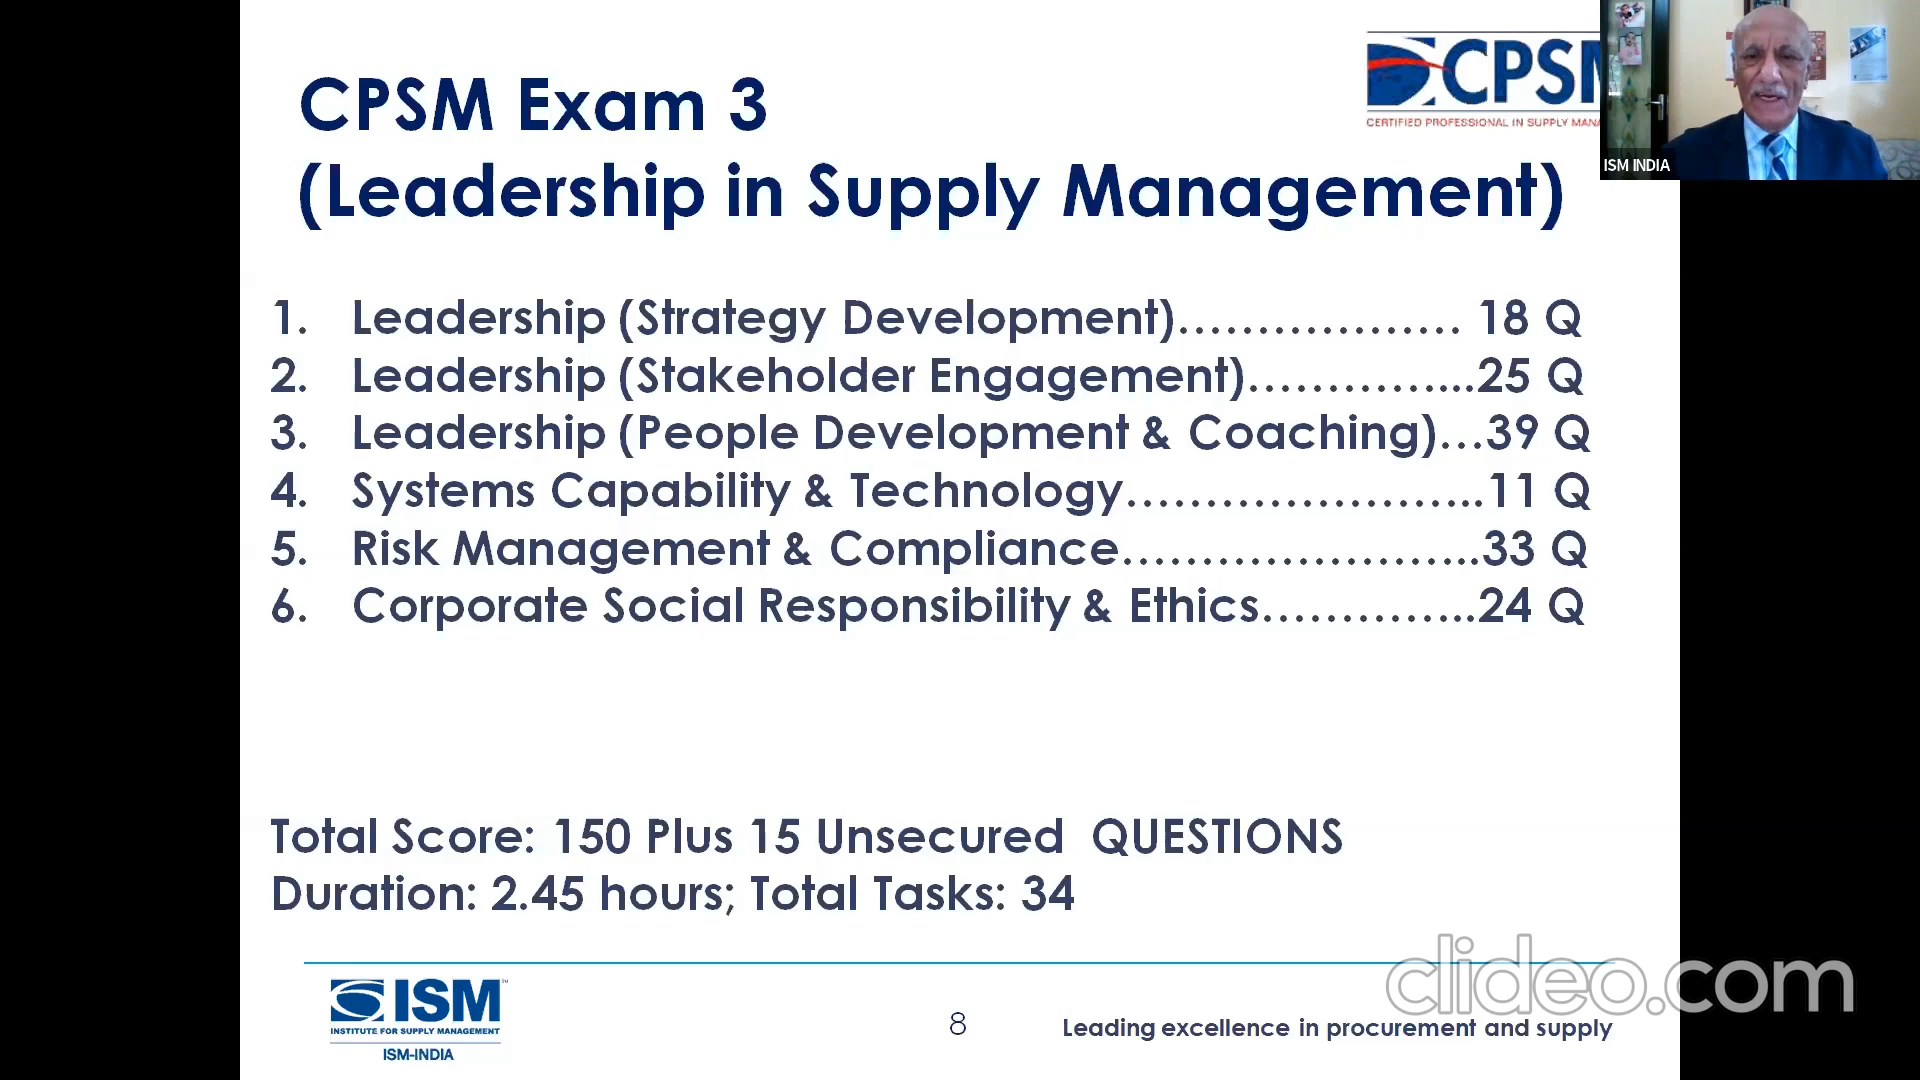 CPSM Exam 3
(Leadership in Supply Management)
CPSM
CERTIFIED PROFESSIONAL IN SUPPLY
ISM INDIA
1. Leadership (Strategy Development)……………… 18 Q
2. Leadership (Stakeholder Engagement)…………...25 Q
3. Leadership (People Development & Coaching)…39 Q
4. Systems Capability & Technology…………………..11 Q
5. Risk Management & Compliance…………………..33 Q
6. Corporate Social Responsibility & Ethics…………..24 Q
Total Score: 150 Plus 15 Unsecured QUESTIONS
Duration: 2.45 hours; Total Tasks: 34
ISM
INSTITUTE FOR SUPPLY MANAGEMENT
ISM-INDIA
8
Leading excellence in procurement and supply
clideo.com